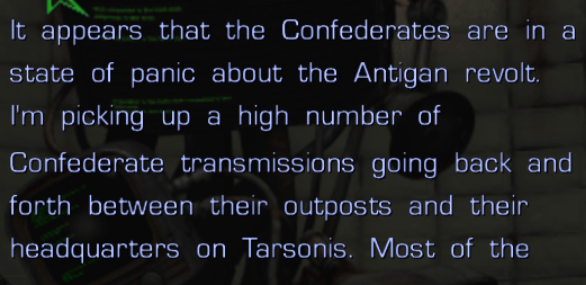 It appears that the Confederates are in a
state of panic about the Antigan revolt.
I'm picking up a high number of
Confederate transmissions going back and
forth between their outposts and their
headquarters on Tarsonis. Most of the